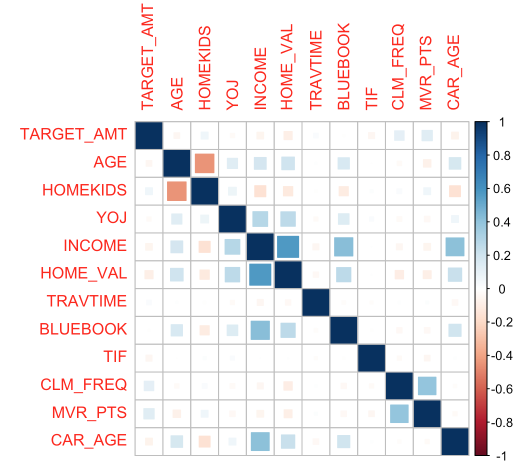 TARGET_AMT
AGE
HOMEKIDS
YOJ
INCOME
HOME_VAL
TRAVTIME
BLUEBOOK
TIF
CLM_FREQ
MVR_PTS
CAR_AGE
TARGET_AMT
AGE
HOMEKIDS
YOJ
INCOME
HOME_VAL
TRAVTIME
BLUEBOOK
TIF
CLM_FREQ
MVR_PTS
CAR_AGE
1
0.8
0.6
0.4
0.2
0
-0.2
-0.4
-0.6
-0.8
-1